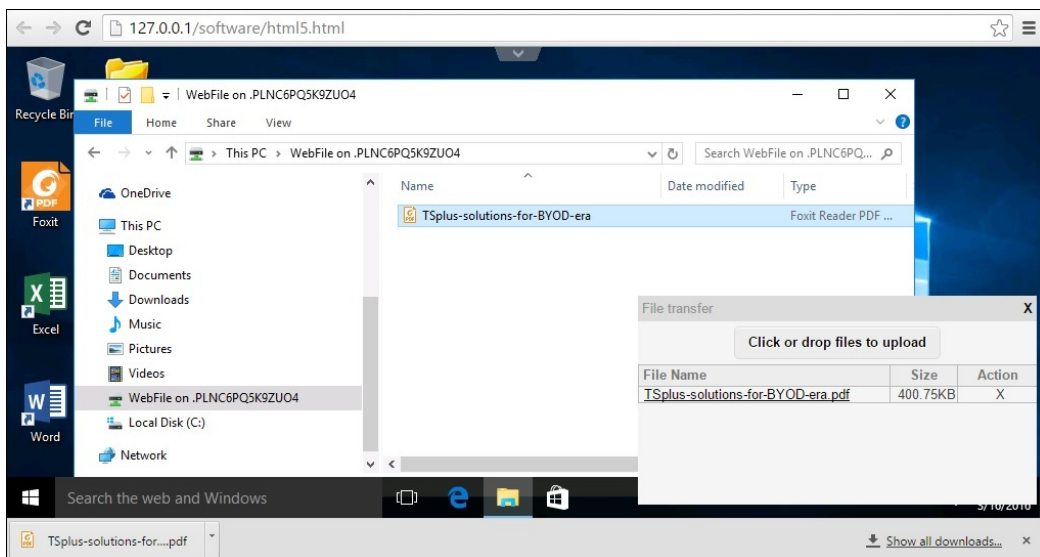 127.0.0.1/software/html5.html
WebFile on .PLNC6PQ5K9ZUO4
Recycle Bin
File Home Share View
This PC > WebFile on .PLNC6PQ5K9ZUO4
Search WebFile on .PLNC6PQ...
OneDrive
This PC
Desktop
Documents
Downloads
Music
Pictures
Videos
WebFile on .PLNC6PQ5K9ZUO4
Local Disk (C:)
Network
Name Date modified Type
TSplus-solutions-for-BYOD-era Foxit Reader PDF ...
PDF
Foxit
Excel
Word
File transfer X
Click or drop files to upload
File Name Size Action
TSplus-solutions-for-BYOD-era.pdf 400.75KB X
Search the web and Windows
3/16/2016
TSplus-solutions-for....pdf
Show all downloads...